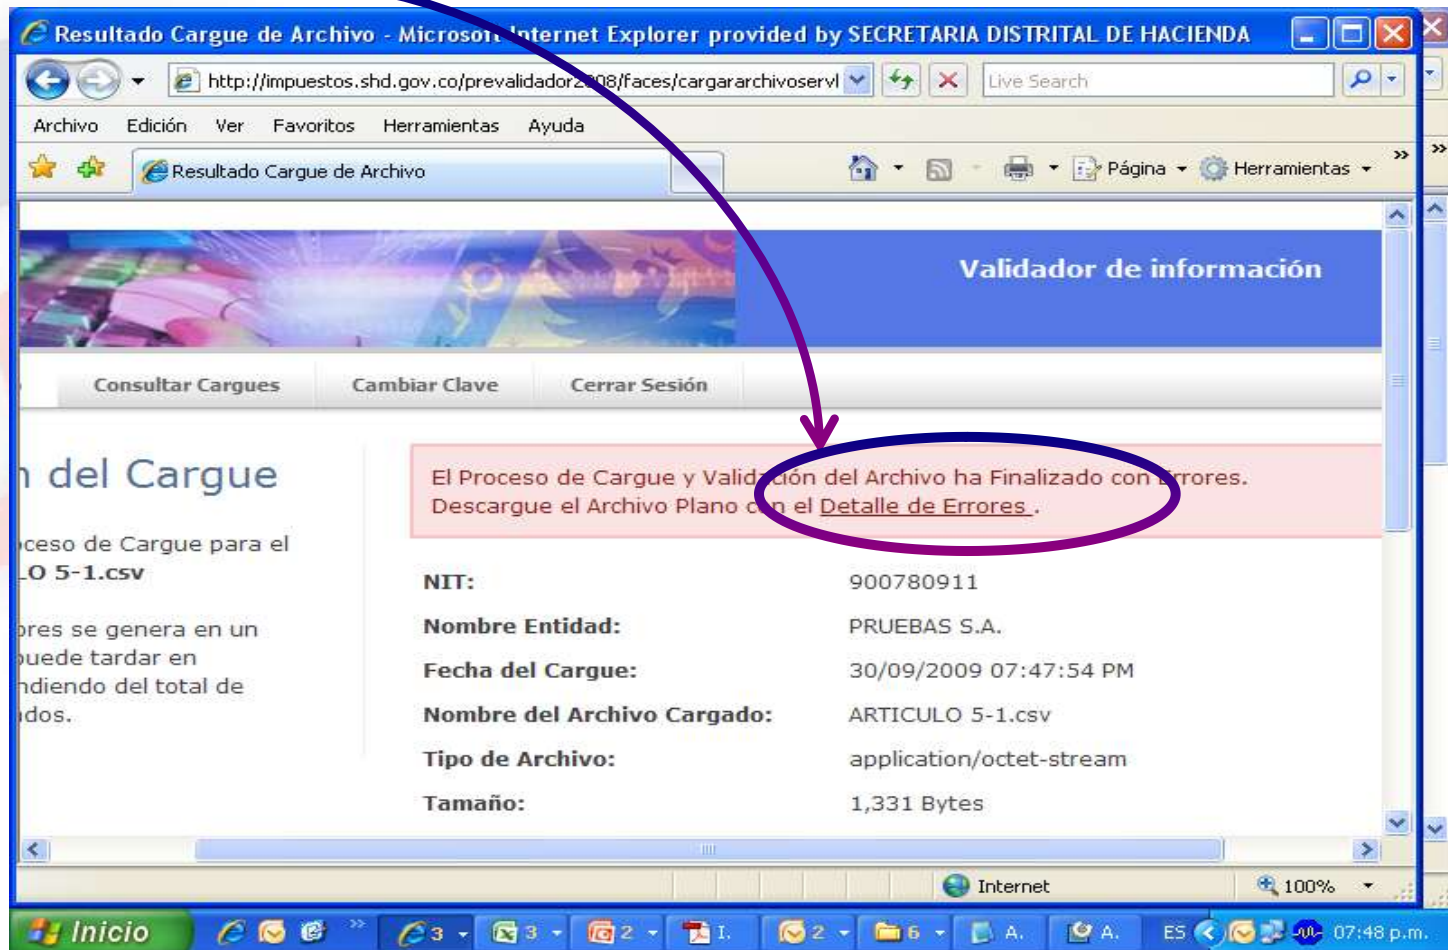 Resultado Cargue de Archivo - Microsoft Internet Explorer provided by SECRETARIA DISTRITAL DE HACIENDA
http://impuestos.shd.gov.co/prevalidador2008/faces/cargararchivoservl
Live Search
Archivo Edición Ver Favoritos Herramientas Ayuda
Resultado Cargue de Archivo
Página Herramientas
Validador de información
Consultar Cargues Cambiar Clave Cerrar Sesión
del Cargue
ceso de Cargue para el
LO 5-1.csv
ores se genera en un
puede tardar en
ndiendo del total de
dos.
El Proceso de Cargue y Validación del Archivo ha Finalizado con Errores.
Descargue el Archivo Plano con el Detalle de Errores .
NIT: 900780911
Nombre Entidad: PRUEBAS S.A.
Fecha del Cargue: 30/09/2009 07:47:54 PM
Nombre del Archivo Cargado: ARTICULO 5-1.csv
Tipo de Archivo: application/octet-stream
Tamaño: 1,331 Bytes
Internet 100%
Inicio 3 3 2 I. 2 6 A. A. ES 07:48 p.m.